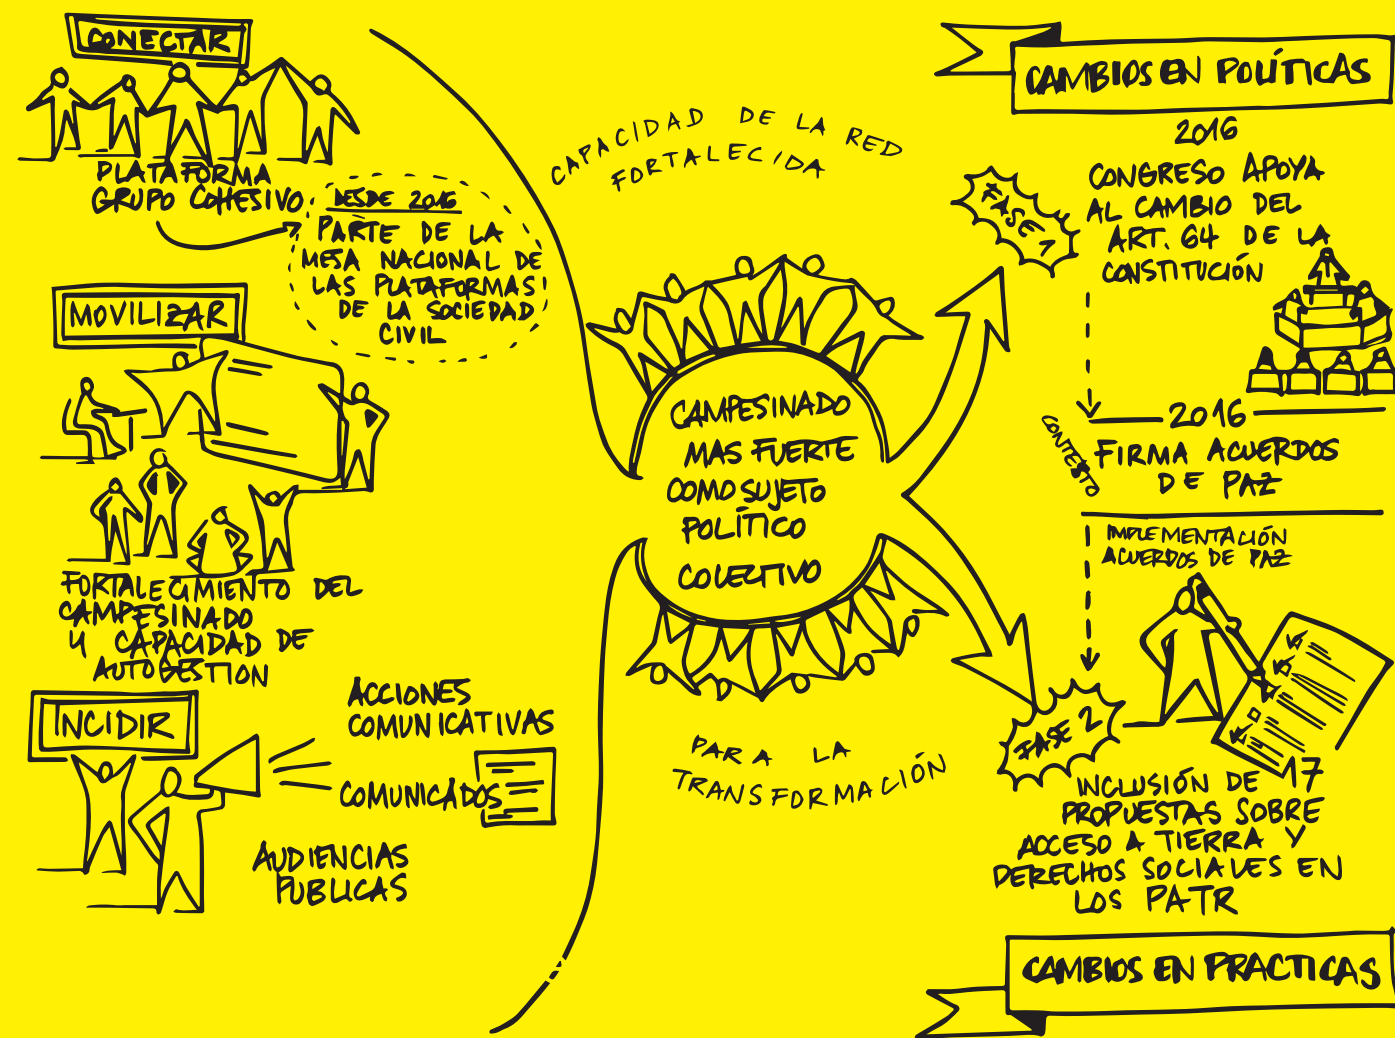 CONECTAR
PLATAFORMA
GRUPO COHESIVO
DESDE 2016
PARTE DE LA
MESA NACIONAL DE
LAS PLATAFORMAS
DE LA SOCIEDAD
CIVIL
MOVILIZAR
FORTALECIMIENTO DEL
CAMPESINADO
Y CAPACIDAD DE
AUTOGESTION
INCIDIR
ACCIONES
COMUNICATIVAS
COMUNICADOS
AUDIENCIAS
PUBLICAS
CAPACIDAD DE LA RED
FORTALECIDA
CAMPESINADO
MAS FUERTE
COMO SUJETO
POLÍTICO
COLECTIVO
PARA LA
TRANSFORMACIÓN
CAMBIOS EN POLÍTICAS
FASE 1
2016
CONGRESO APOYA
AL CAMBIO DEL
ART. 64 DE LA
CONSTITUCIÓN
CONTESTO
2016
FIRMA ACUERDOS
DE PAZ
IMPLEMENTACIÓN
ACUERDOS DE PAZ
FASE 2
INCLUSIÓN DE 17
PROPUESTAS SOBRE
ACCESO A TIERRA Y
DERECHOS SOCIALES EN
LOS PATR
CAMBIOS EN PRACTICAS